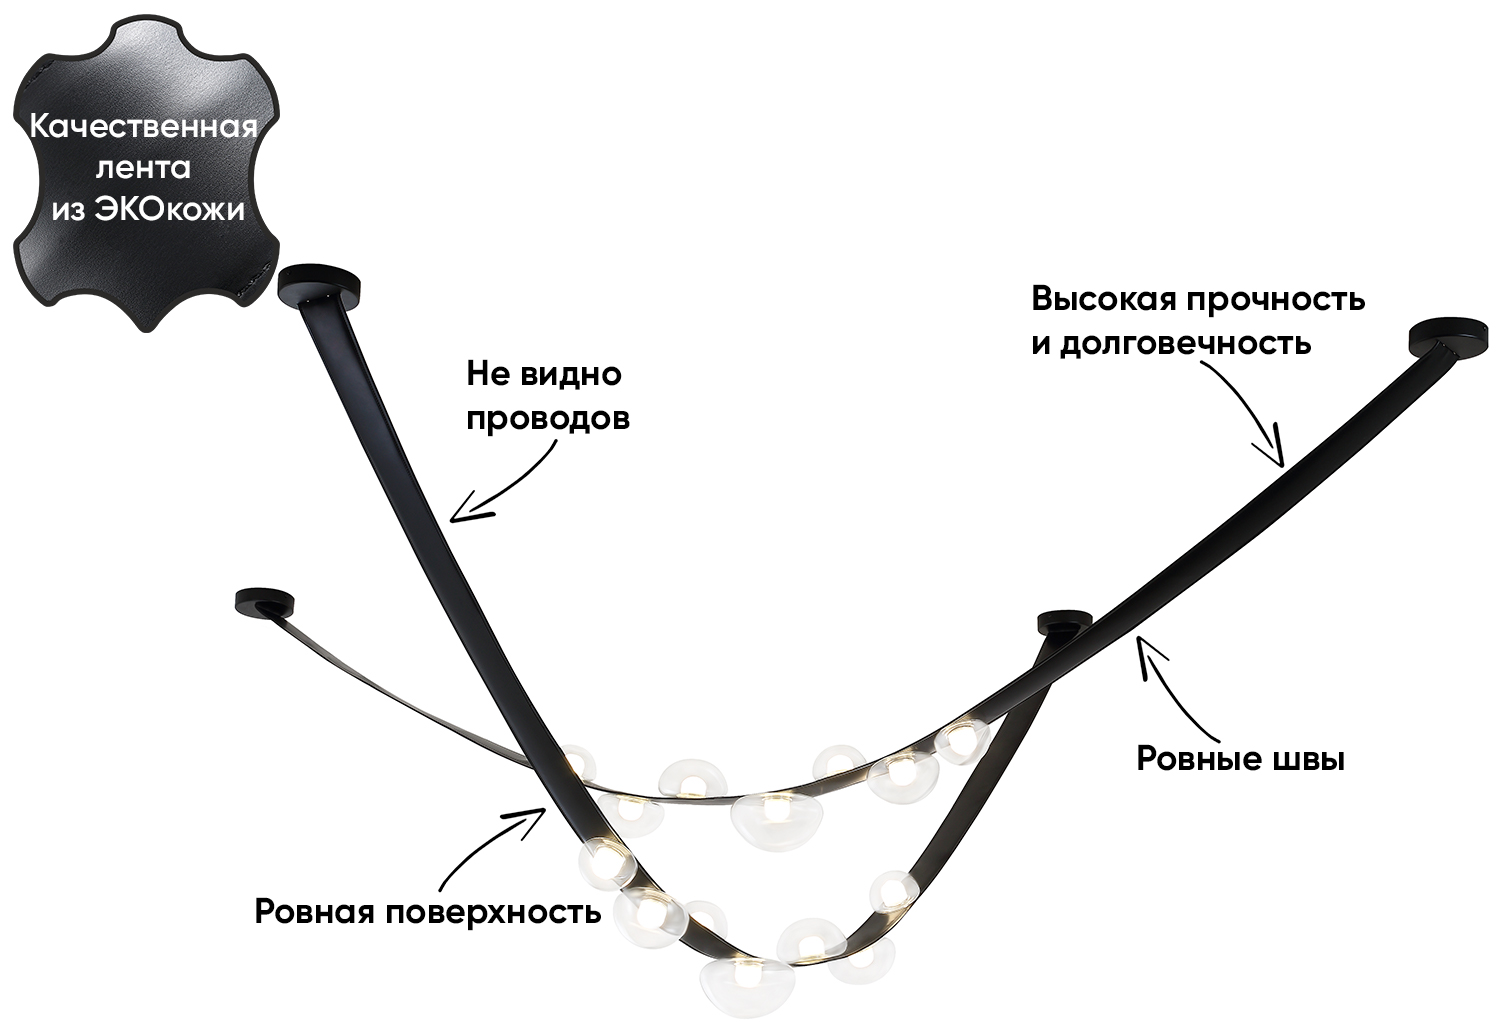 Качественная
лента
из ЭКОкожи
Высокая прочность
и долговечность
Не видно
проводов
Ровные швы
Ровная поверхность